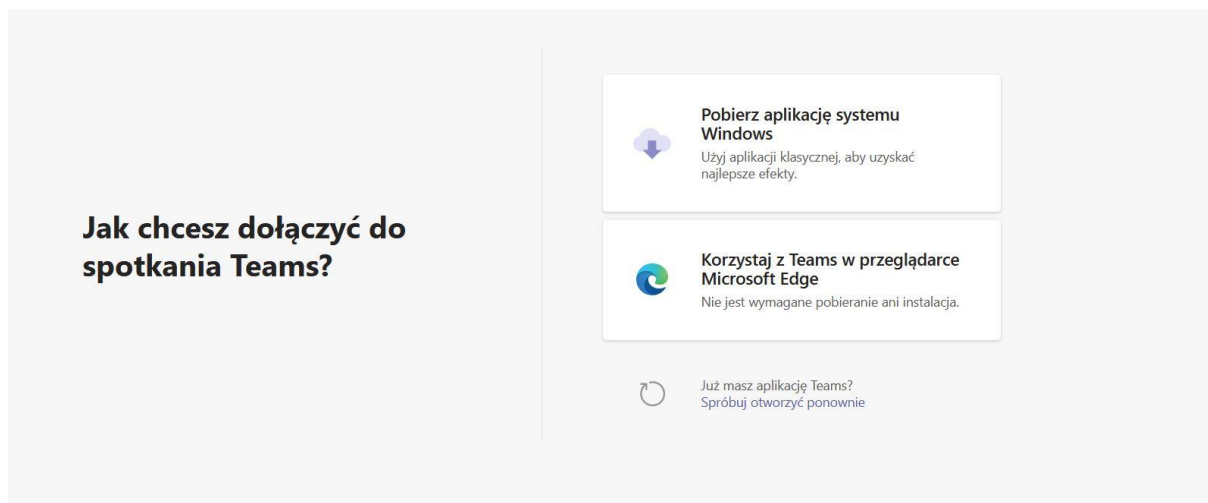 Jak chcesz dołączyć do
spotkania Teams?
Pobierz aplikację systemu
Windows
Użyj aplikacji klasycznej, aby uzyskać
najlepsze efekty.
Korzystaj z Teams w przeglądarce
Microsoft Edge
Nie jest wymagane pobieranie ani instalacja.
Już masz aplikację Teams?
Spróbuj otworzyć ponownie